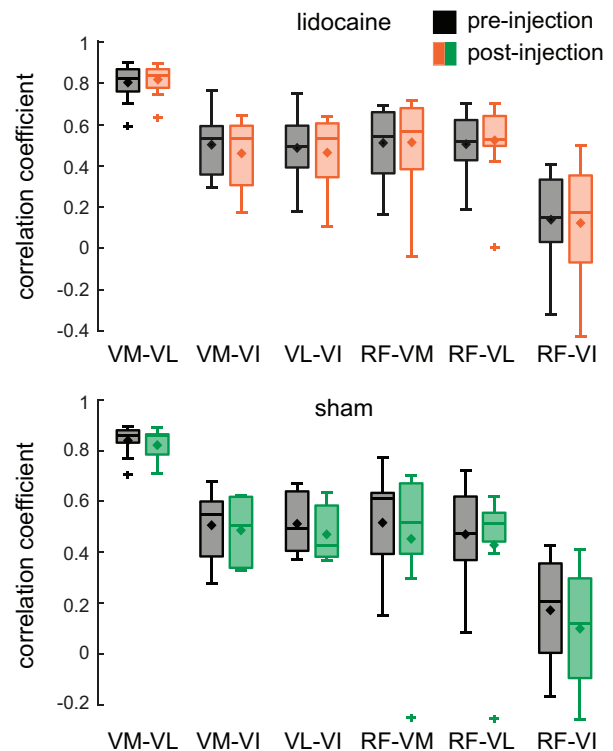 lidocaine
pre-injection
post-injection
correlation coefficient
1
0.8
0.6
0.4
0.2
0
-0.2
-0.4
VM-VL VM-VI VL-VI RF-VM RF-VL RF-VI
sham
correlation coefficient
1
0.8
0.6
0.4
0.2
0
-0.2
VM-VL VM-VI VL-VI RF-VM RF-VL RF-VI